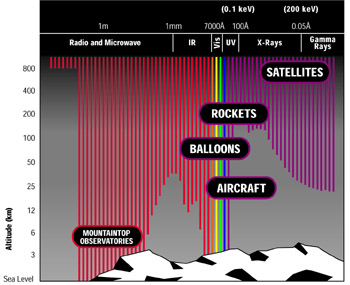 (0.1 keV) (200 keV)
1m 1mm 7000Å 100Å 0.05Å
Radio and Microwave IR Vis UV X-Rays Gamma
Rays
800
400
200
100
50
25
12
6
3
Sea Level
Altitude (km)
SATELLITES
ROCKETS
BALLOONS
AIRCRAFT
MOUNTAINTOP
OBSERVATORIES